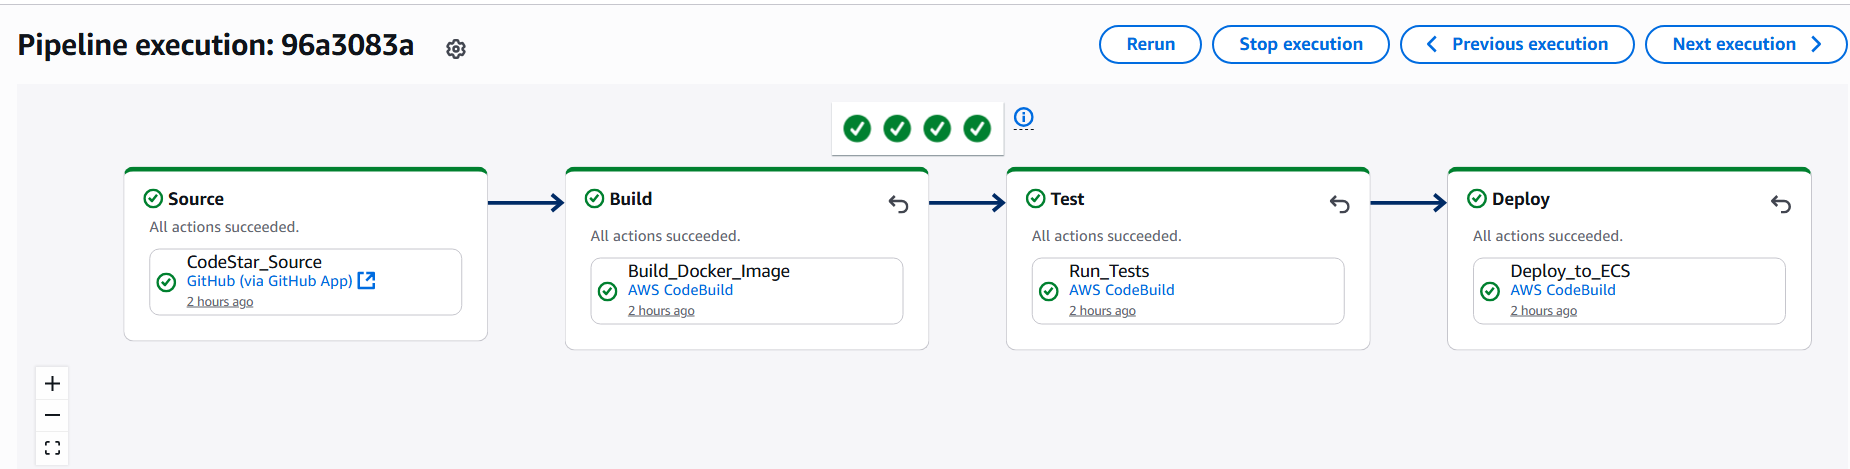 Pipeline execution: 96a3083a
Rerun
Stop execution
Previous execution
Next execution
Source
All actions succeeded.
CodeStar_Source
GitHub (via GitHub App)
2 hours ago
Build
All actions succeeded.
Build_Docker_Image
AWS CodeBuild
2 hours ago
Test
All actions succeeded.
Run_Tests
AWS CodeBuild
2 hours ago
Deploy
All actions succeeded.
Deploy_to_ECS
AWS CodeBuild
2 hours ago